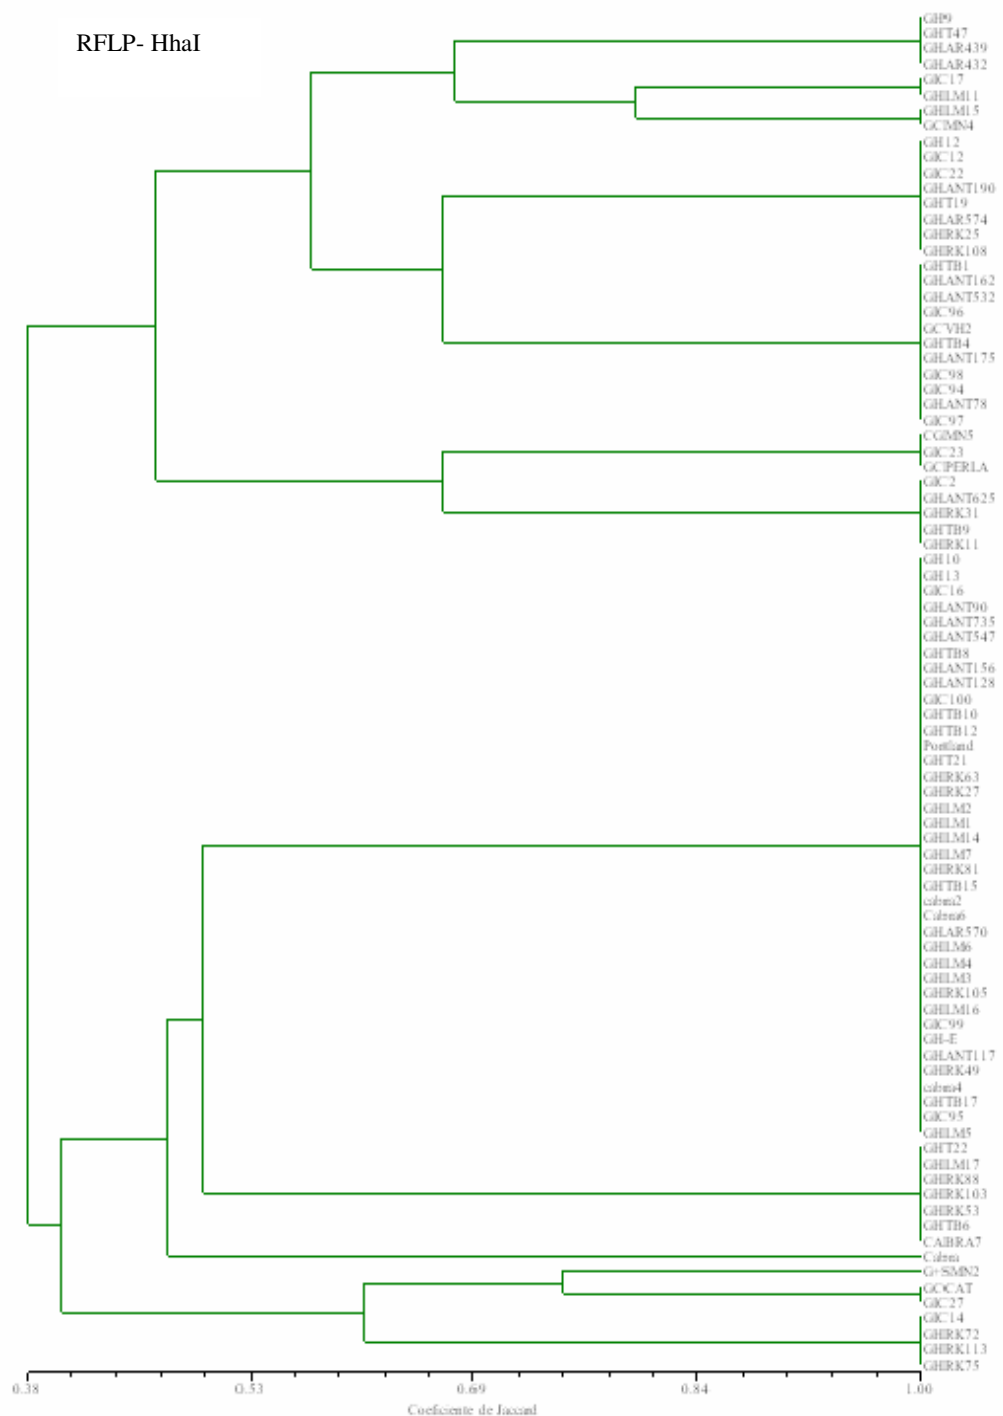 RFLP- HhaI
GH9
GHT47
GHAR439
GHAR432
GIC17
GHLM11
GHLM15
GCMN4
GH12
GIC12
GIC22
GHANT190
GHT19
GHAR574
GHRK25
GHRK108
GHTB1
GHANT162
GHANT532
GIC96
GCVH2
GHTB4
GHANT175
GIC98
GIC94
GHANT78
GIC97
CGMN5
GIC23
GCPERLA
GIC2
GHANT625
GHRK31
GHTB9
GHRK11
GH10
GH13
GIC16
GHANT90
GHANT735
GHANT547
GHTB8
GHANT156
GHANT128
GIC100
GHTB10
GHTB12
Portland
GHT21
GHRK63
GHRK27
GHLM2
GHLM1
GHLM14
GHLM7
GHRK81
GHTB15
cabra2
Cabra6
GHAR570
GHLM6
GHLM4
GHLM3
GHRK105
GHLM16
GIC99
GH-E
GHANT117
GHRK49
cabra4
GHTB17
GIC95
GHLM5
GHT22
GHLM17
GHRK88
GHRK103
GHRK53
GHTB6
CABRA7
Cabra
G+SMN2
GIC27
GIC14
GHRK72
GHRK113
GHRK75
0.38 0.53 0.69 0.84 1.00
Coeficiente de Jaccard